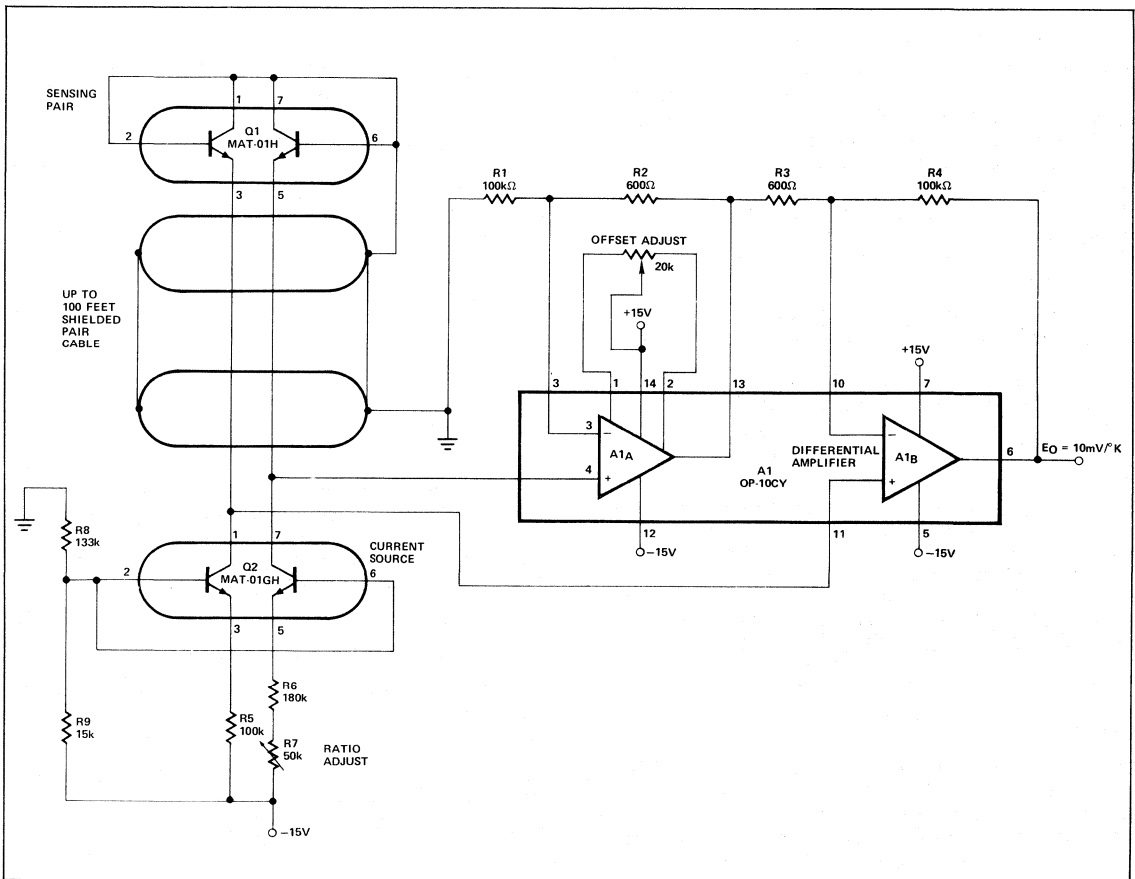 SENSING
PAIR
1
7
2
Q1
MAT-01H
6
3
5
UP TO
100 FEET
SHIELDED
PAIR
CABLE
R1
100kΩ
R2
600Ω
R3
600Ω
R4
100kΩ
OFFSET ADJUST
20k
+15V
+15V
3
1
14
2
13
10
7
3
−
A1A
4
+
DIFFERENTIAL
AMPLIFIER
A1
OP-10CY
−
A1B
+
6
EO = 10mV/°K
12
−15V
11
5
−15V
R8
133k
1
7
CURRENT
SOURCE
2
Q2
MAT-01GH
6
3
5
R9
15k
R5
100k
R6
180k
R7
50k
RATIO
ADJUST
−15V